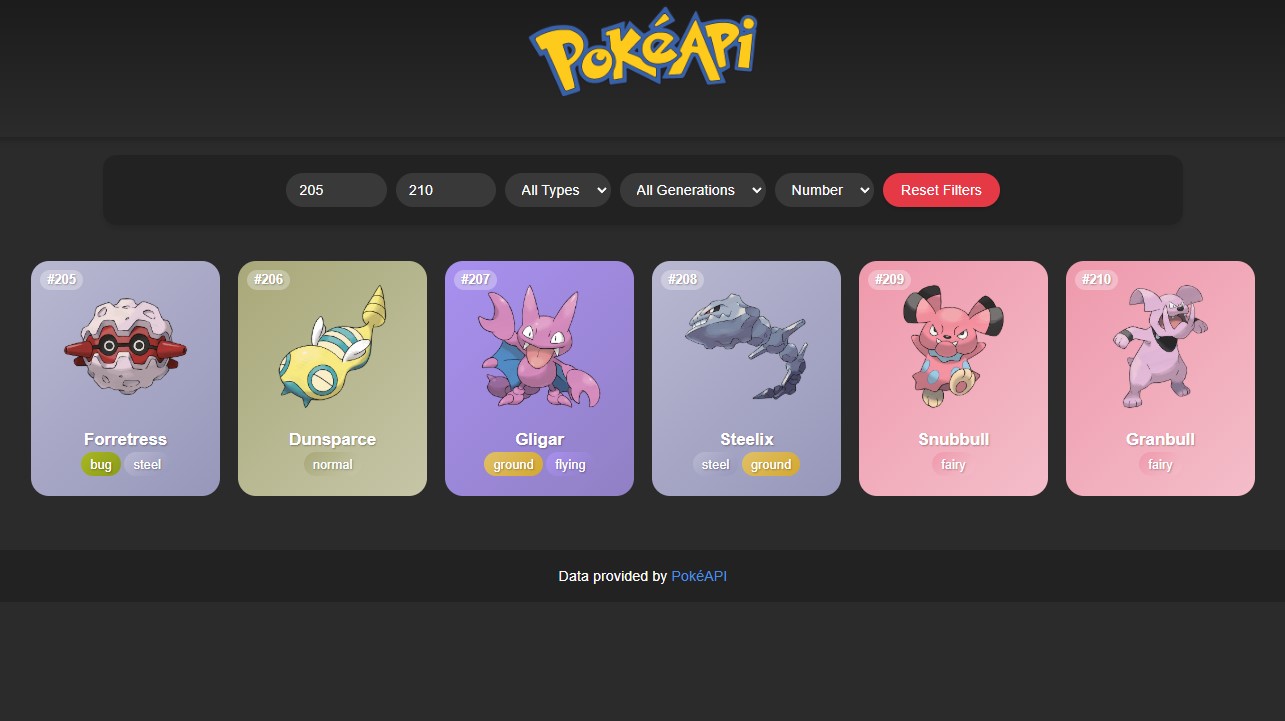 PokéAPi
205 210 All Types All Generations Number Reset Filters
#205 #206 #207 #208 #209 #210
Forretress Dunsparce Gligar Steelix Snubbull Granbull
bug steel normal ground flying steel ground fairy fairy
Data provided by PokéAPI